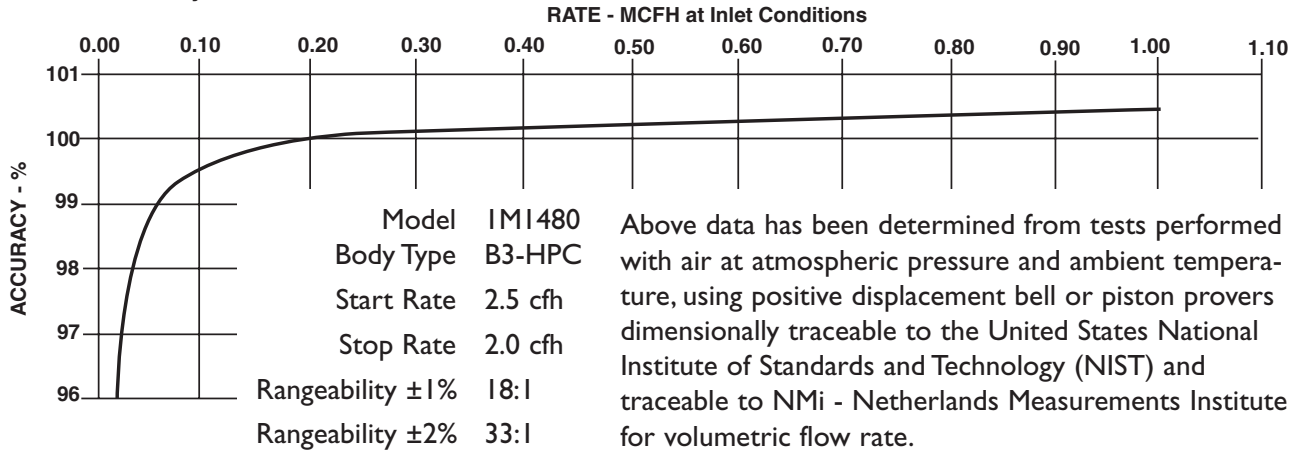 RATE - MCFH at Inlet Conditions
0.00 0.10 0.20 0.30 0.40 0.50 0.60 0.70 0.80 0.90 1.00 1.10
101
100
99
98
97
96
ACCURACY - %
Model 1M1480
Body Type B3-HPC
Start Rate 2.5 cfh
Stop Rate 2.0 cfh
Rangeability ±1% 18:1
Rangeability ±2% 33:1
Above data has been determined from tests performed
with air at atmospheric pressure and ambient tempera-
ture, using positive displacement bell or piston provers
dimensionally traceable to the United States National
Institute of Standards and Technology (NIST) and
traceable to NMi - Netherlands Measurements Institute
for volumetric flow rate.